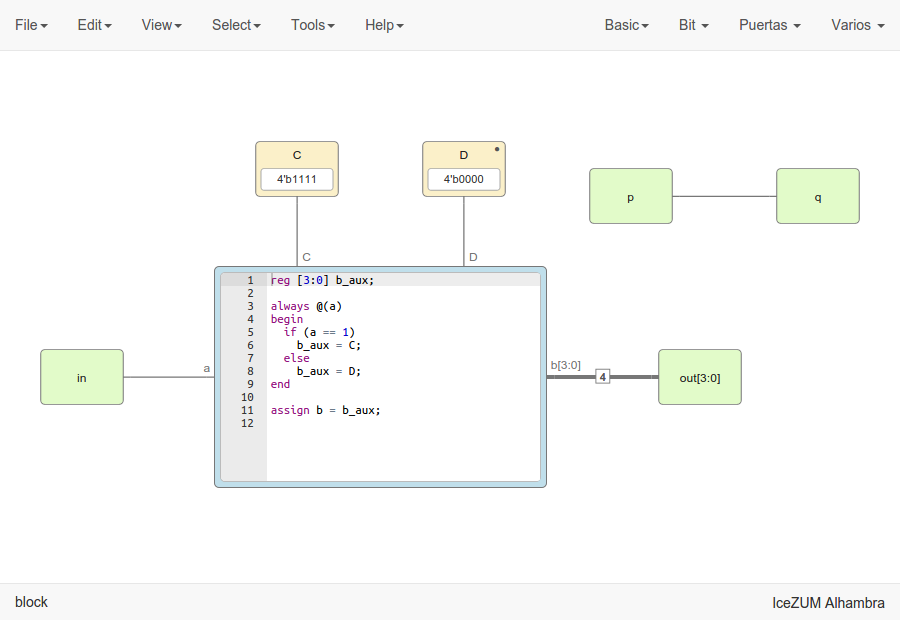 File Edit View Select Tools Help Basic Bit Puertas Varios
C
4'b1111
D
4'b0000
p
q
C
D
1 reg [3:0] b_aux;
2
3 always @(a)
4 begin
5   if (a == 1)
6     b_aux = C;
7   else
8     b_aux = D;
9 end
10
11 assign b = b_aux;
12
in
a
b[3:0]
4
out[3:0]
block
IceZUM Alhambra